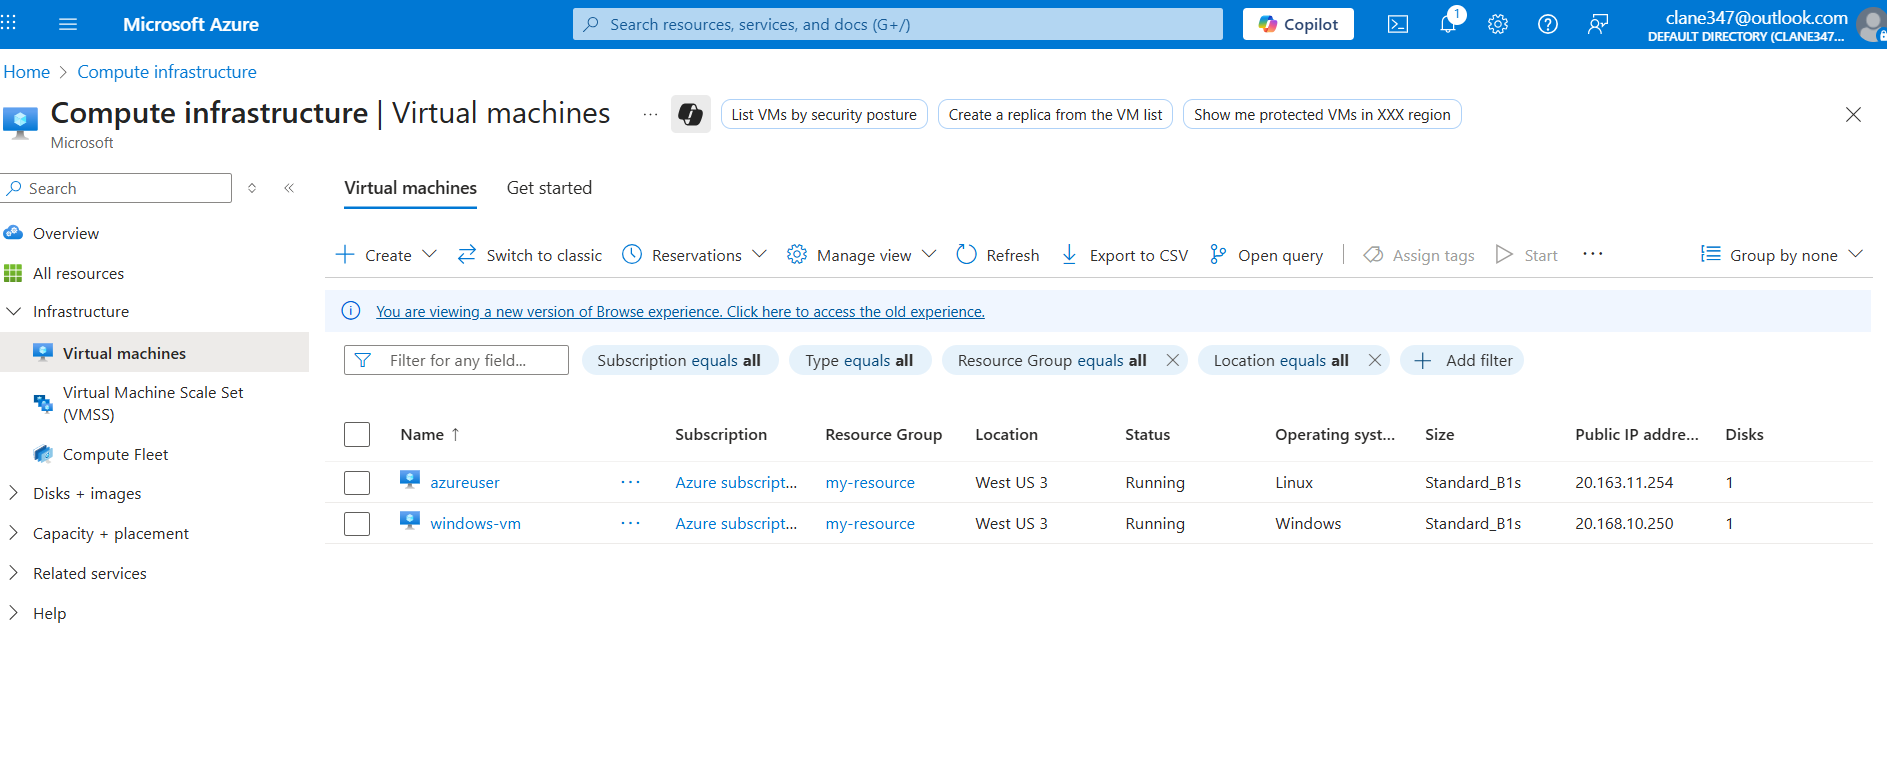 Microsoft Azure
Search resources, services, and docs (G+/)
Copilot
1
clane347@outlook.com
DEFAULT DIRECTORY (CLANE347...
Home > Compute infrastructure
Compute infrastructure | Virtual machines ...
Microsoft
List VMs by security posture
Create a replica from the VM list
Show me protected VMs in XXX region
Search
Overview
All resources
Infrastructure
Virtual machines
Virtual Machine Scale Set
(VMSS)
Compute Fleet
Disks + images
Capacity + placement
Related services
Help
Virtual machines Get started
Create Switch to classic Reservations Manage view Refresh Export to CSV Open query Assign tags Start ... Group by none
You are viewing a new version of Browse experience. Click here to access the old experience.
Filter for any field... Subscription equals all Type equals all Resource Group equals all Location equals all Add filter
Name ↑ Subscription Resource Group Location Status Operating syst... Size Public IP addre... Disks
azureuser ... Azure subscript... my-resource West US 3 Running Linux Standard_B1s 20.163.11.254 1
windows-vm ... Azure subscript... my-resource West US 3 Running Windows Standard_B1s 20.168.10.250 1